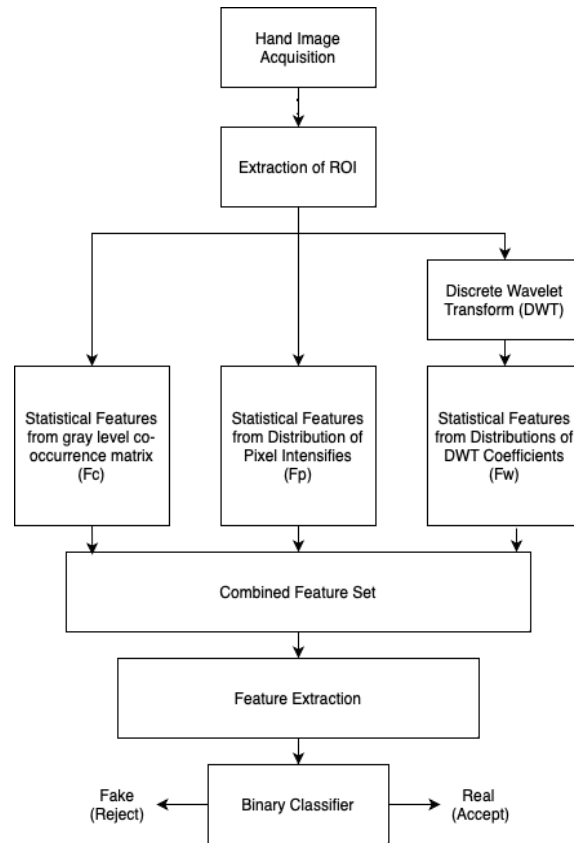 Hand Image
Acquisition
Extraction of ROI
Discrete Wavelet
Transform (DWT)
Statistical Features
from gray level co-
occurrence matrix
(Fc)
Statistical Features
from Distribution of
Pixel Intensifies
(Fp)
Statistical Features
from Distributions of
DWT Coefficients
(Fw)
Combined Feature Set
Feature Extraction
Fake
(Reject)
Binary Classifier
Real
(Accept)